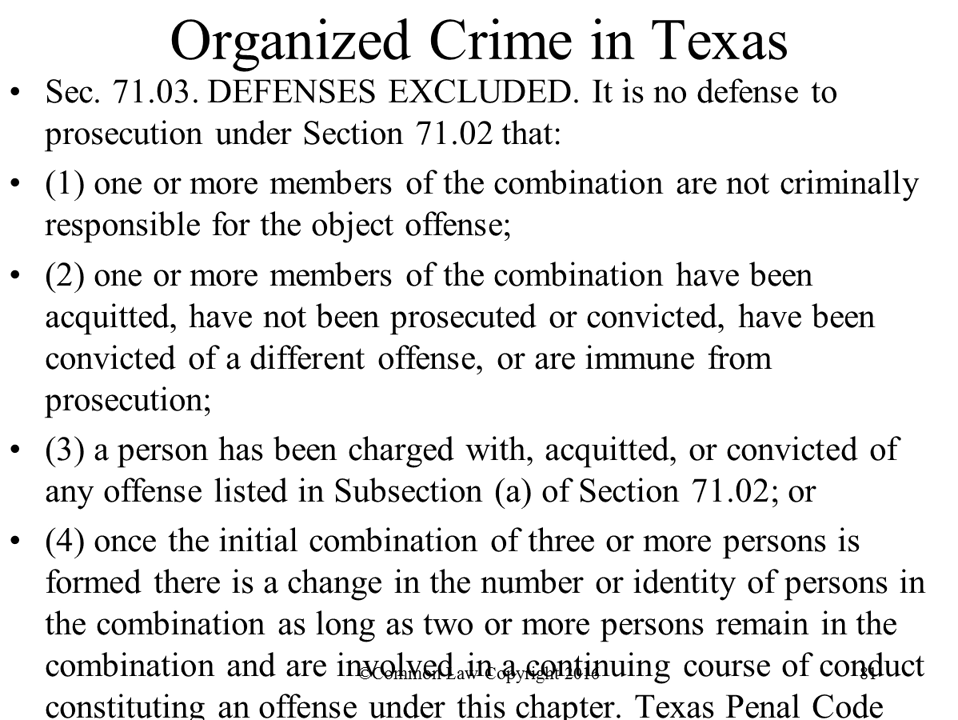 Organized Crime in Texas
• Sec. 71.03. DEFENSES EXCLUDED. It is no defense to
prosecution under Section 71.02 that:
• (1) one or more members of the combination are not criminally
responsible for the object offense;
• (2) one or more members of the combination have been
acquitted, have not been prosecuted or convicted, have been
convicted of a different offense, or are immune from
prosecution;
• (3) a person has been charged with, acquitted, or convicted of
any offense listed in Subsection (a) of Section 71.02; or
• (4) once the initial combination of three or more persons is
formed there is a change in the number or identity of persons in
the combination as long as two or more persons remain in the
combination and are involved in a continuing course of conduct
©Common Law Copyright 2016 81
constituting an offense under this chapter. Texas Penal Code